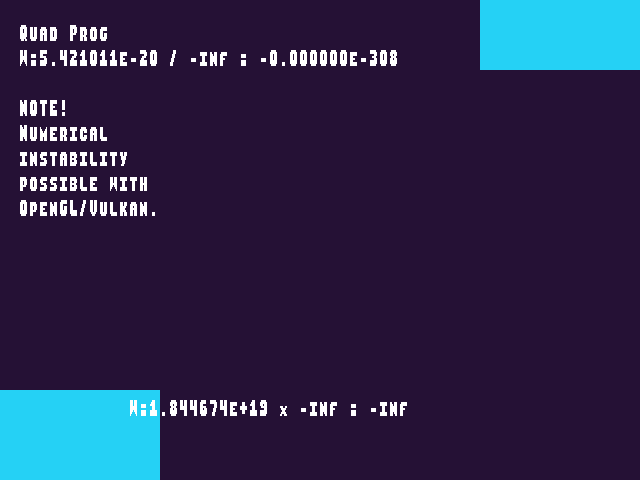 Quad Prog
W:5.421011e-20 / -inf : -0.000000e-308
NOTE!
Numerical
instability
possible with
OpenGL/Vulkan.
W:1.844674e+19 x -inf : -inf